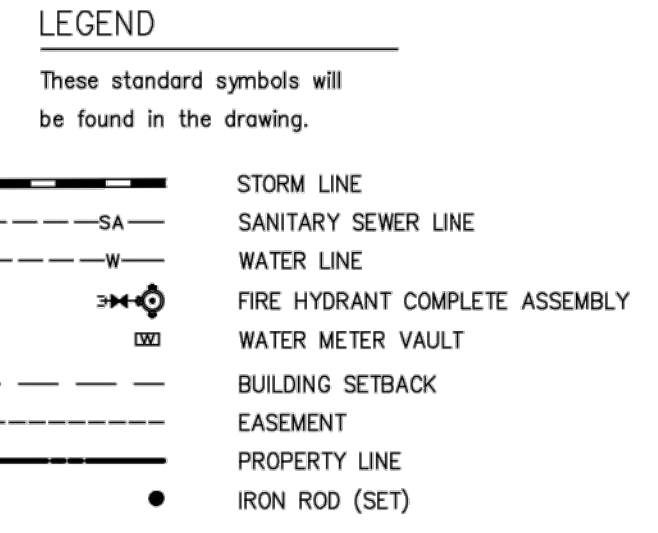 LEGEND
These standard symbols will
be found in the drawing.
STORM LINE
SA SANITARY SEWER LINE
W WATER LINE
FIRE HYDRANT COMPLETE ASSEMBLY
W WATER METER VAULT
BUILDING SETBACK
EASEMENT
PROPERTY LINE
IRON ROD (SET)